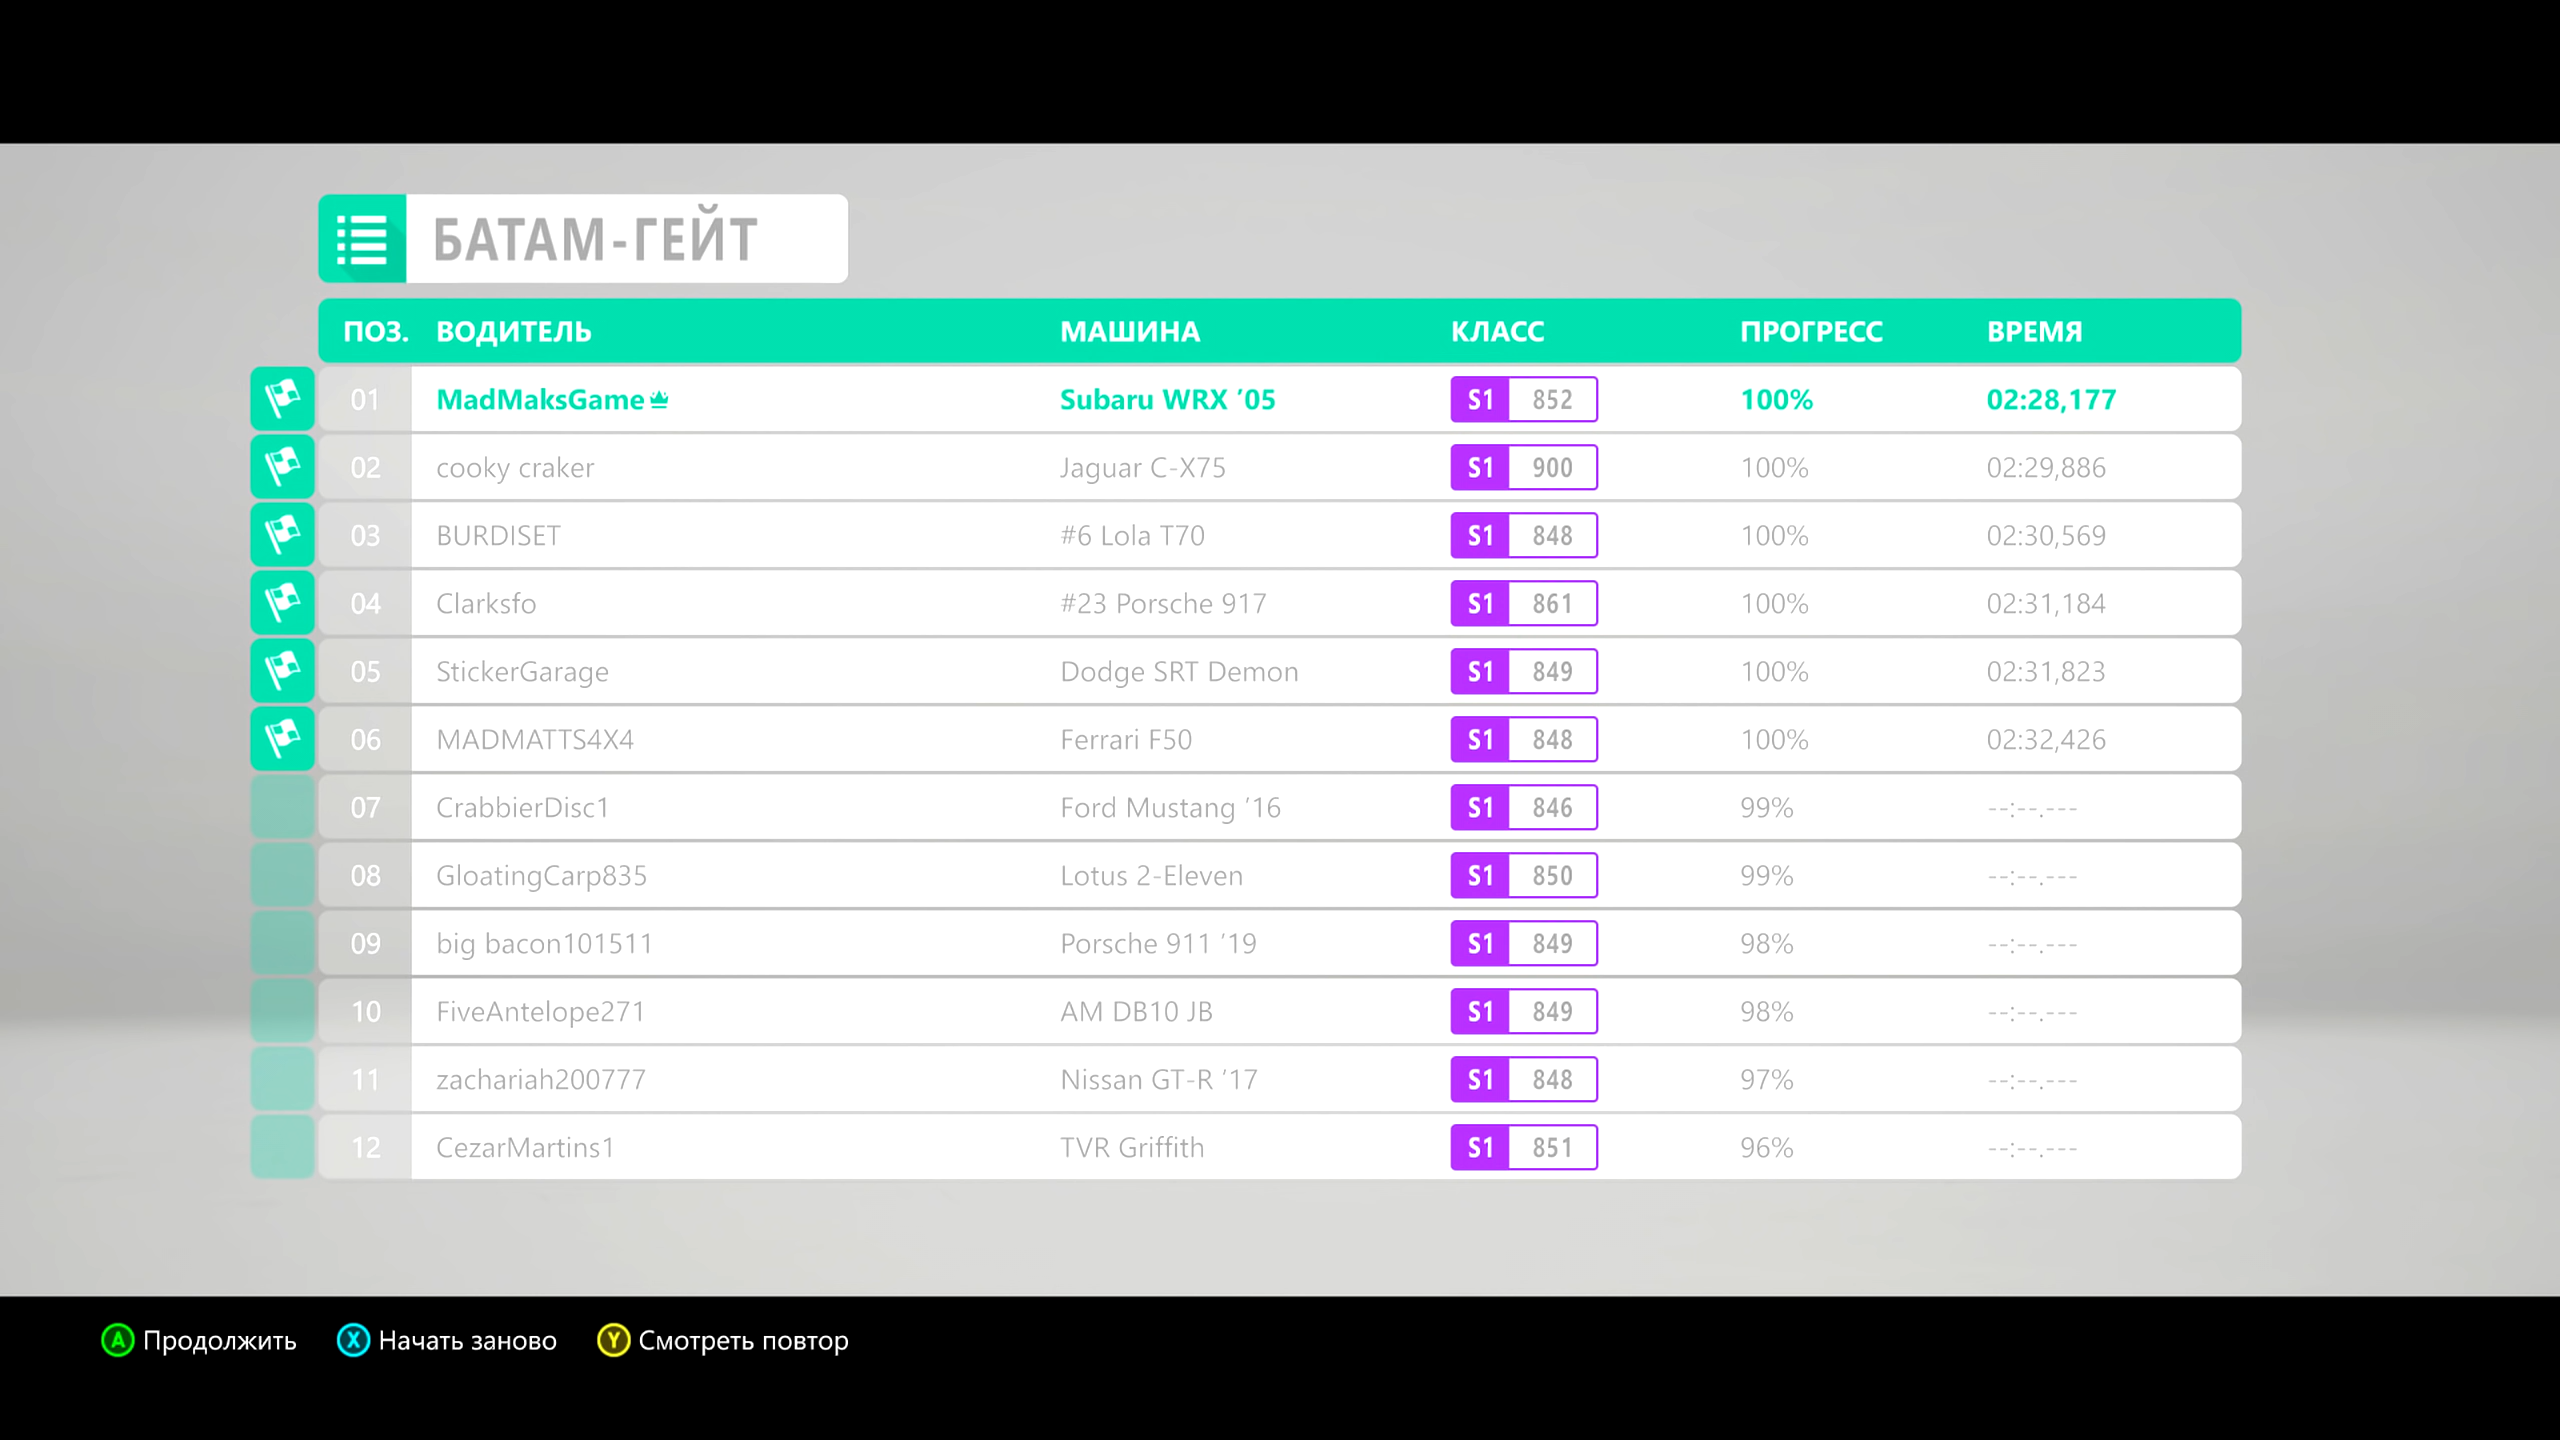 БАТАМ-ГЕЙТ
ПОЗ. ВОДИТЕЛЬ МАШИНА КЛАСС ПРОГРЕСС ВРЕМЯ
01 MadMaksGame Subaru WRX ’05 S1 852 100% 02:28,177
02 cooky craker Jaguar C-X75 S1 900 100% 02:29,886
03 BURDISET #6 Lola T70 S1 848 100% 02:30,569
04 Clarksfo #23 Porsche 917 S1 861 100% 02:31,184
05 StickerGarage Dodge SRT Demon S1 849 100% 02:31,823
06 MADMATTS4X4 Ferrari F50 S1 848 100% 02:32,426
07 CrabbierDisc1 Ford Mustang ’16 S1 846 99% --:--.---
08 GloatingCarp835 Lotus 2-Eleven S1 850 99% --:--.---
09 big bacon101511 Porsche 911 ’19 S1 849 98% --:--.---
10 FiveAntelope271 AM DB10 JB S1 849 98% --:--.---
11 zachariah200777 Nissan GT-R ’17 S1 848 97% --:--.---
12 CezarMartins1 TVR Griffith S1 851 96% --:--.---
A Продолжить X Начать заново Y Смотреть повтор